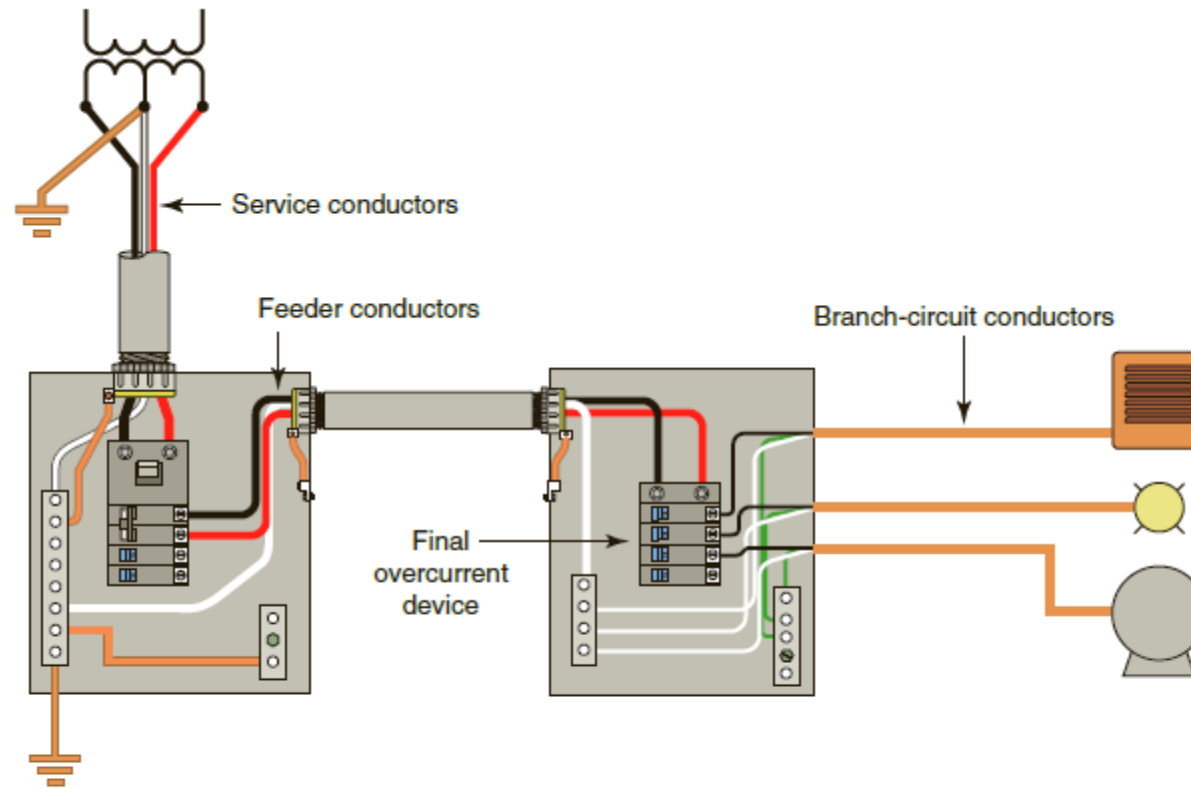 Service conductors
Feeder conductors
Branch-circuit conductors
Final
overcurrent
device